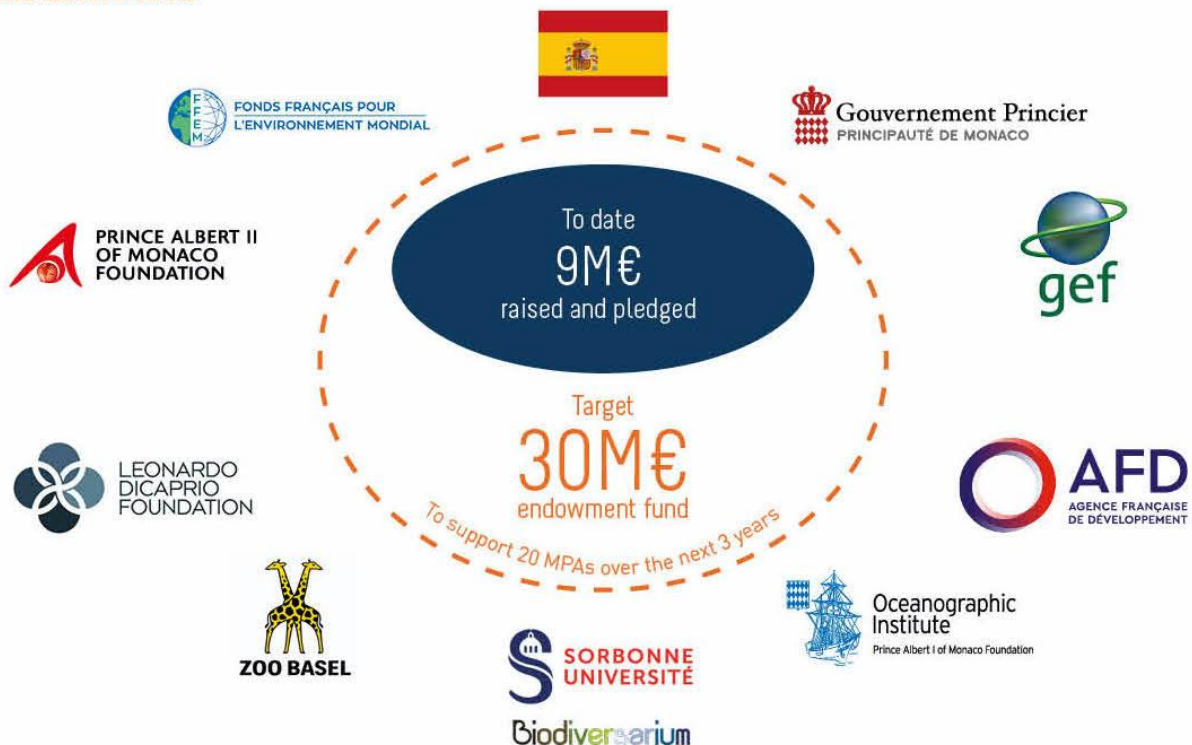 FONDS FRANÇAIS POUR
L'ENVIRONNEMENT MONDIAL
FFEM
Gouvernement Princier
PRINCIPAUTÉ DE MONACO
PRINCE ALBERT II
OF MONACO
FOUNDATION
To date
9M€
raised and pledged
gef
Target
30M€
endowment fund
To support 20 MPAs over the next 3 years
LEONARDO
DICAPRIO
FOUNDATION
AFD
AGENCE FRANÇAISE
DE DÉVELOPPEMENT
ZOO BASEL
SORBONNE
UNIVERSITÉ
Oceanographic
Institute
Prince Albert I of Monaco Foundation
Biodiversarium